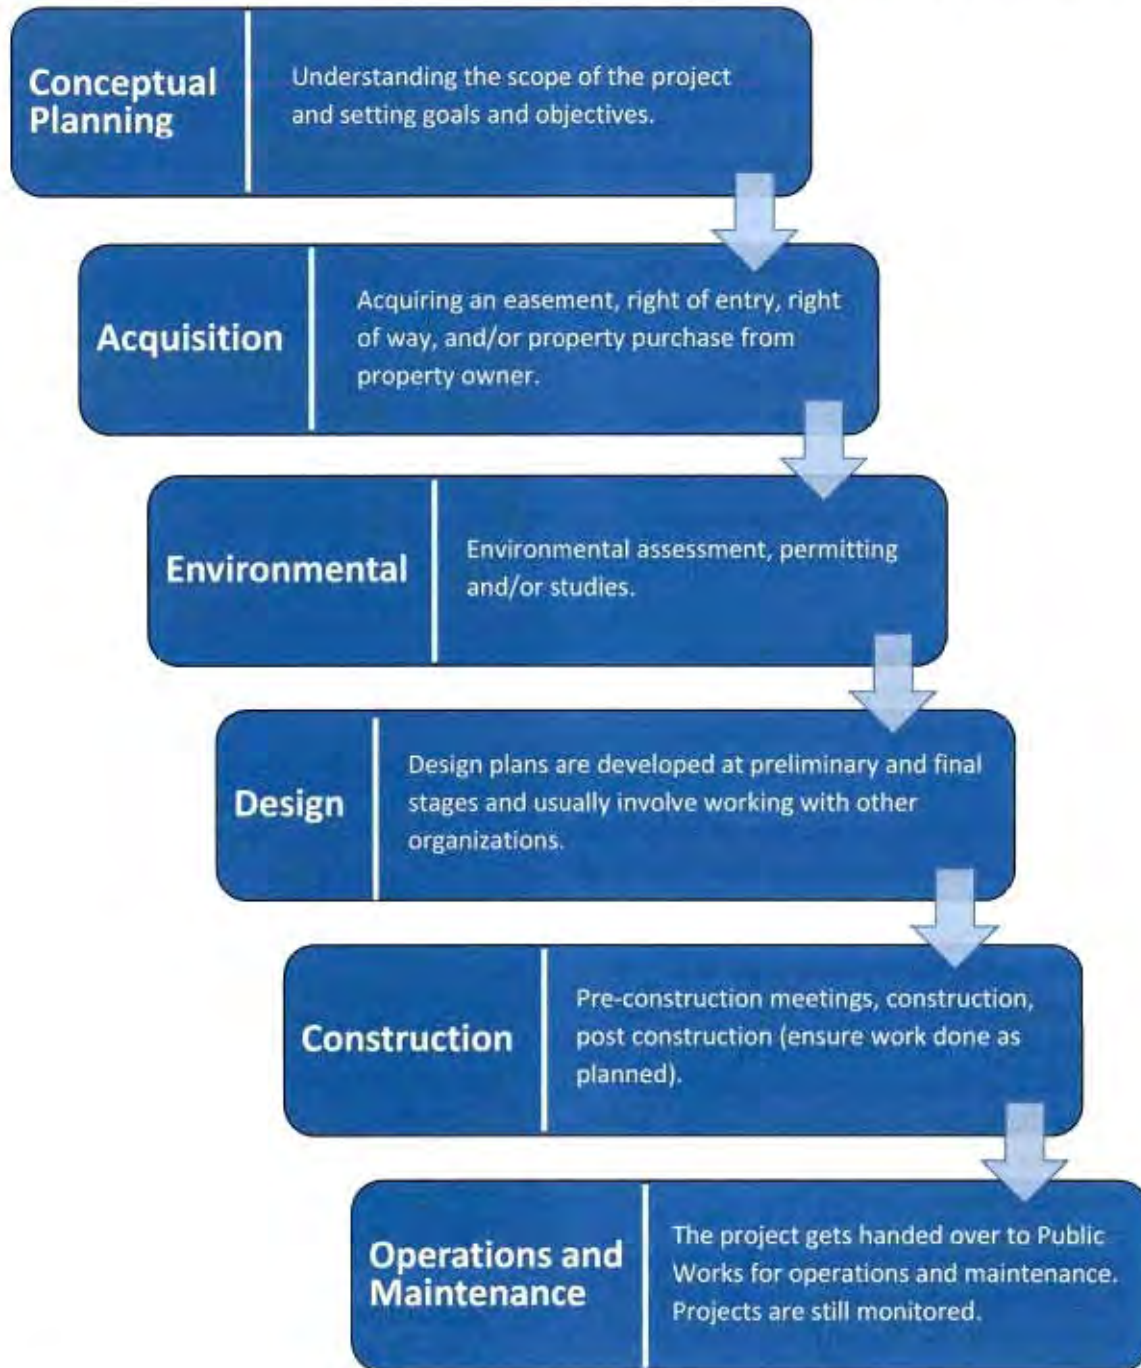 Conceptual
Planning
Understanding the scope of the project
and setting goals and objectives.
Acquisition
Acquiring an easement, right of entry, right
of way, and/or property purchase from
property owner.
Environmental
Environmental assessment, permitting
and/or studies.
Design
Design plans are developed at preliminary and final
stages and usually involve working with other
organizations.
Construction
Pre-construction meetings, construction,
post construction (ensure work done as
planned).
Operations and
Maintenance
The project gets handed over to Public
Works for operations and maintenance.
Projects are still monitored.